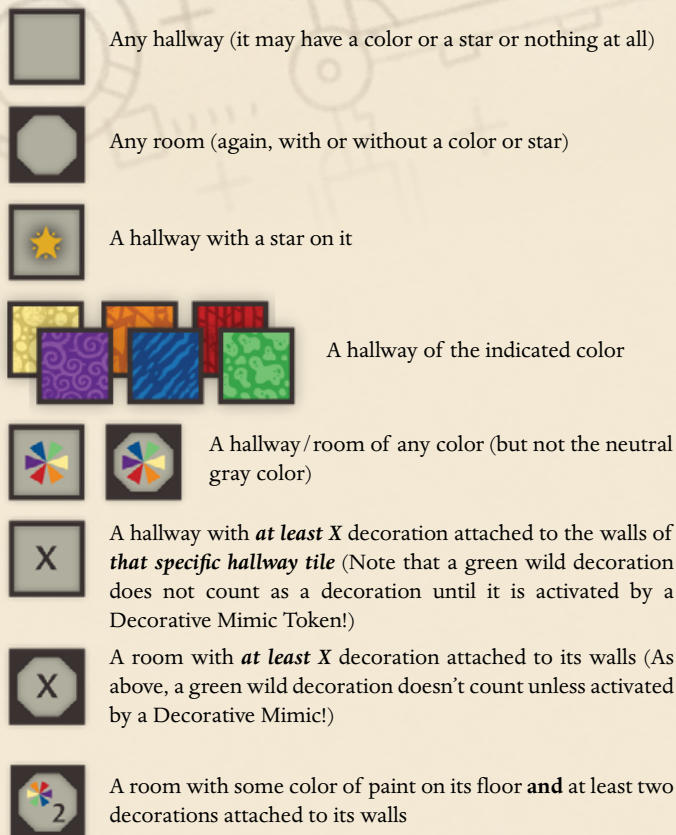 Any hallway (it may have a color or a star or nothing at all)
Any room (again, with or without a color or star)
A hallway with a star on it
A hallway of the indicated color
A hallway/room of any color (but not the neutral
gray color)
X
A hallway with at least X decoration attached to the walls of
that specific hallway tile (Note that a green wild decoration
does not count as a decoration until it is activated by a
Decorative Mimic Token!)
X
A room with at least X decoration attached to its walls (As
above, a green wild decoration doesn't count unless activated
by a Decorative Mimic!)
2
A room with some color of paint on its floor and at least two
decorations attached to its walls